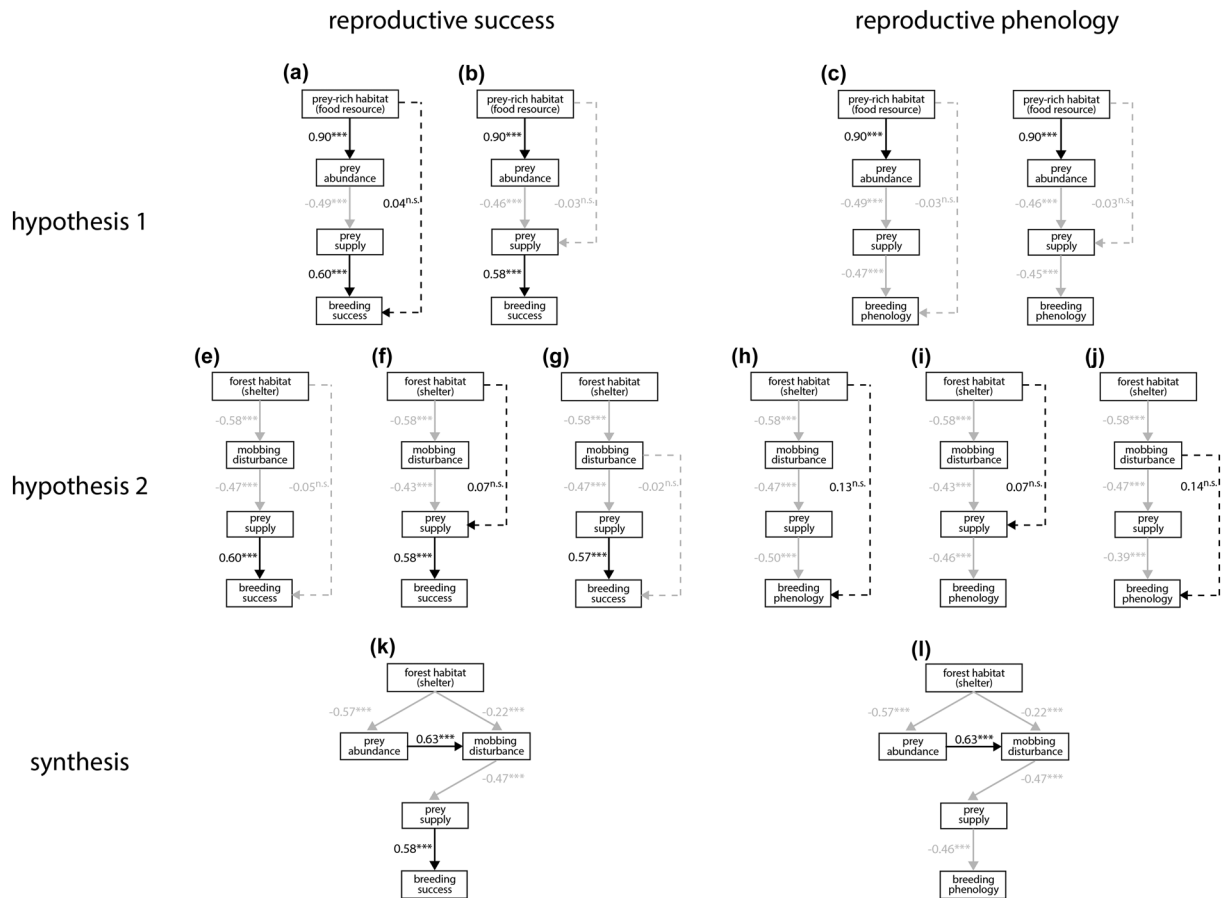 reproductive success
reproductive phenology
hypothesis 1
(a)
prey-rich habitat
(food resource)
0.90***
prey
abundance
-0.49***
0.04n.s.
prey
supply
0.60***
breeding
success
(b)
prey-rich habitat
(food resource)
0.90***
prey
abundance
-0.46***
-0.03n.s.
prey
supply
0.58***
breeding
success
(c)
prey-rich habitat
(food resource)
0.90***
prey
abundance
-0.49***
-0.03n.s.
prey
supply
-0.47***
breeding
phenology
prey-rich habitat
(food resource)
0.90***
prey
abundance
-0.46***
-0.03n.s.
prey
supply
-0.45***
breeding
phenology
hypothesis 2
(e)
forest habitat
(shelter)
-0.58***
mobbing
disturbance
-0.47***
-0.05n.s.
prey
supply
0.60***
breeding
success
(f)
forest habitat
(shelter)
-0.58***
mobbing
disturbance
-0.43***
0.07n.s.
prey
supply
0.58***
breeding
success
(g)
forest habitat
(shelter)
-0.58***
mobbing
disturbance
-0.47***
-0.02n.s.
prey
supply
0.57***
breeding
success
(h)
forest habitat
(shelter)
-0.58***
mobbing
disturbance
-0.47***
0.13n.s.
prey
supply
-0.50***
breeding
phenology
(i)
forest habitat
(shelter)
-0.58***
mobbing
disturbance
-0.43***
0.07n.s.
prey
supply
-0.46***
breeding
phenology
(j)
forest habitat
(shelter)
-0.58***
mobbing
disturbance
-0.47***
0.14n.s.
prey
supply
-0.39***
breeding
phenology
synthesis
(k)
forest habitat
(shelter)
-0.57***
-0.22***
prey
abundance
0.63***
mobbing
disturbance
-0.47***
prey
supply
0.58***
breeding
success
(l)
forest habitat
(shelter)
-0.57***
-0.22***
prey
abundance
0.63***
mobbing
disturbance
-0.47***
prey
supply
-0.46***
breeding
phenology